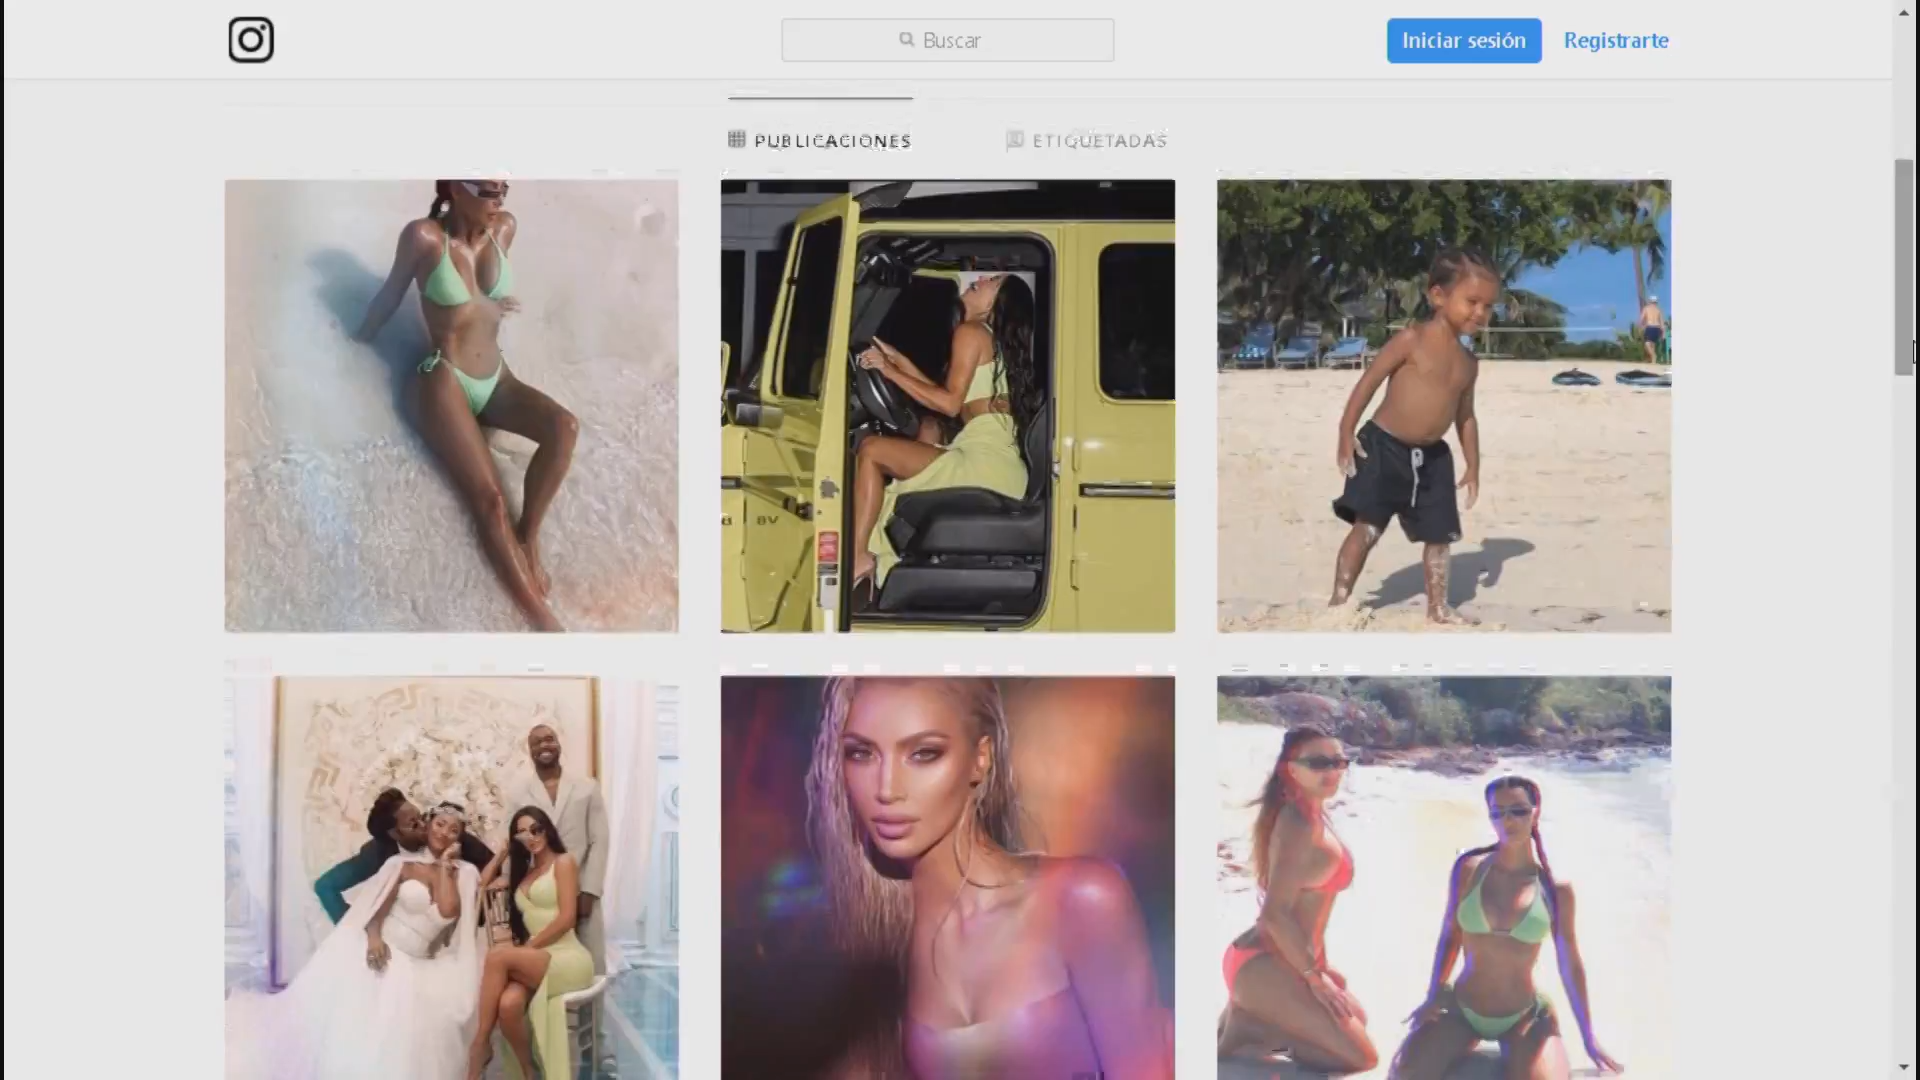 Buscar
Iniciar sesión
Registrarte
PUBLICACIONES
ETIQUETADAS